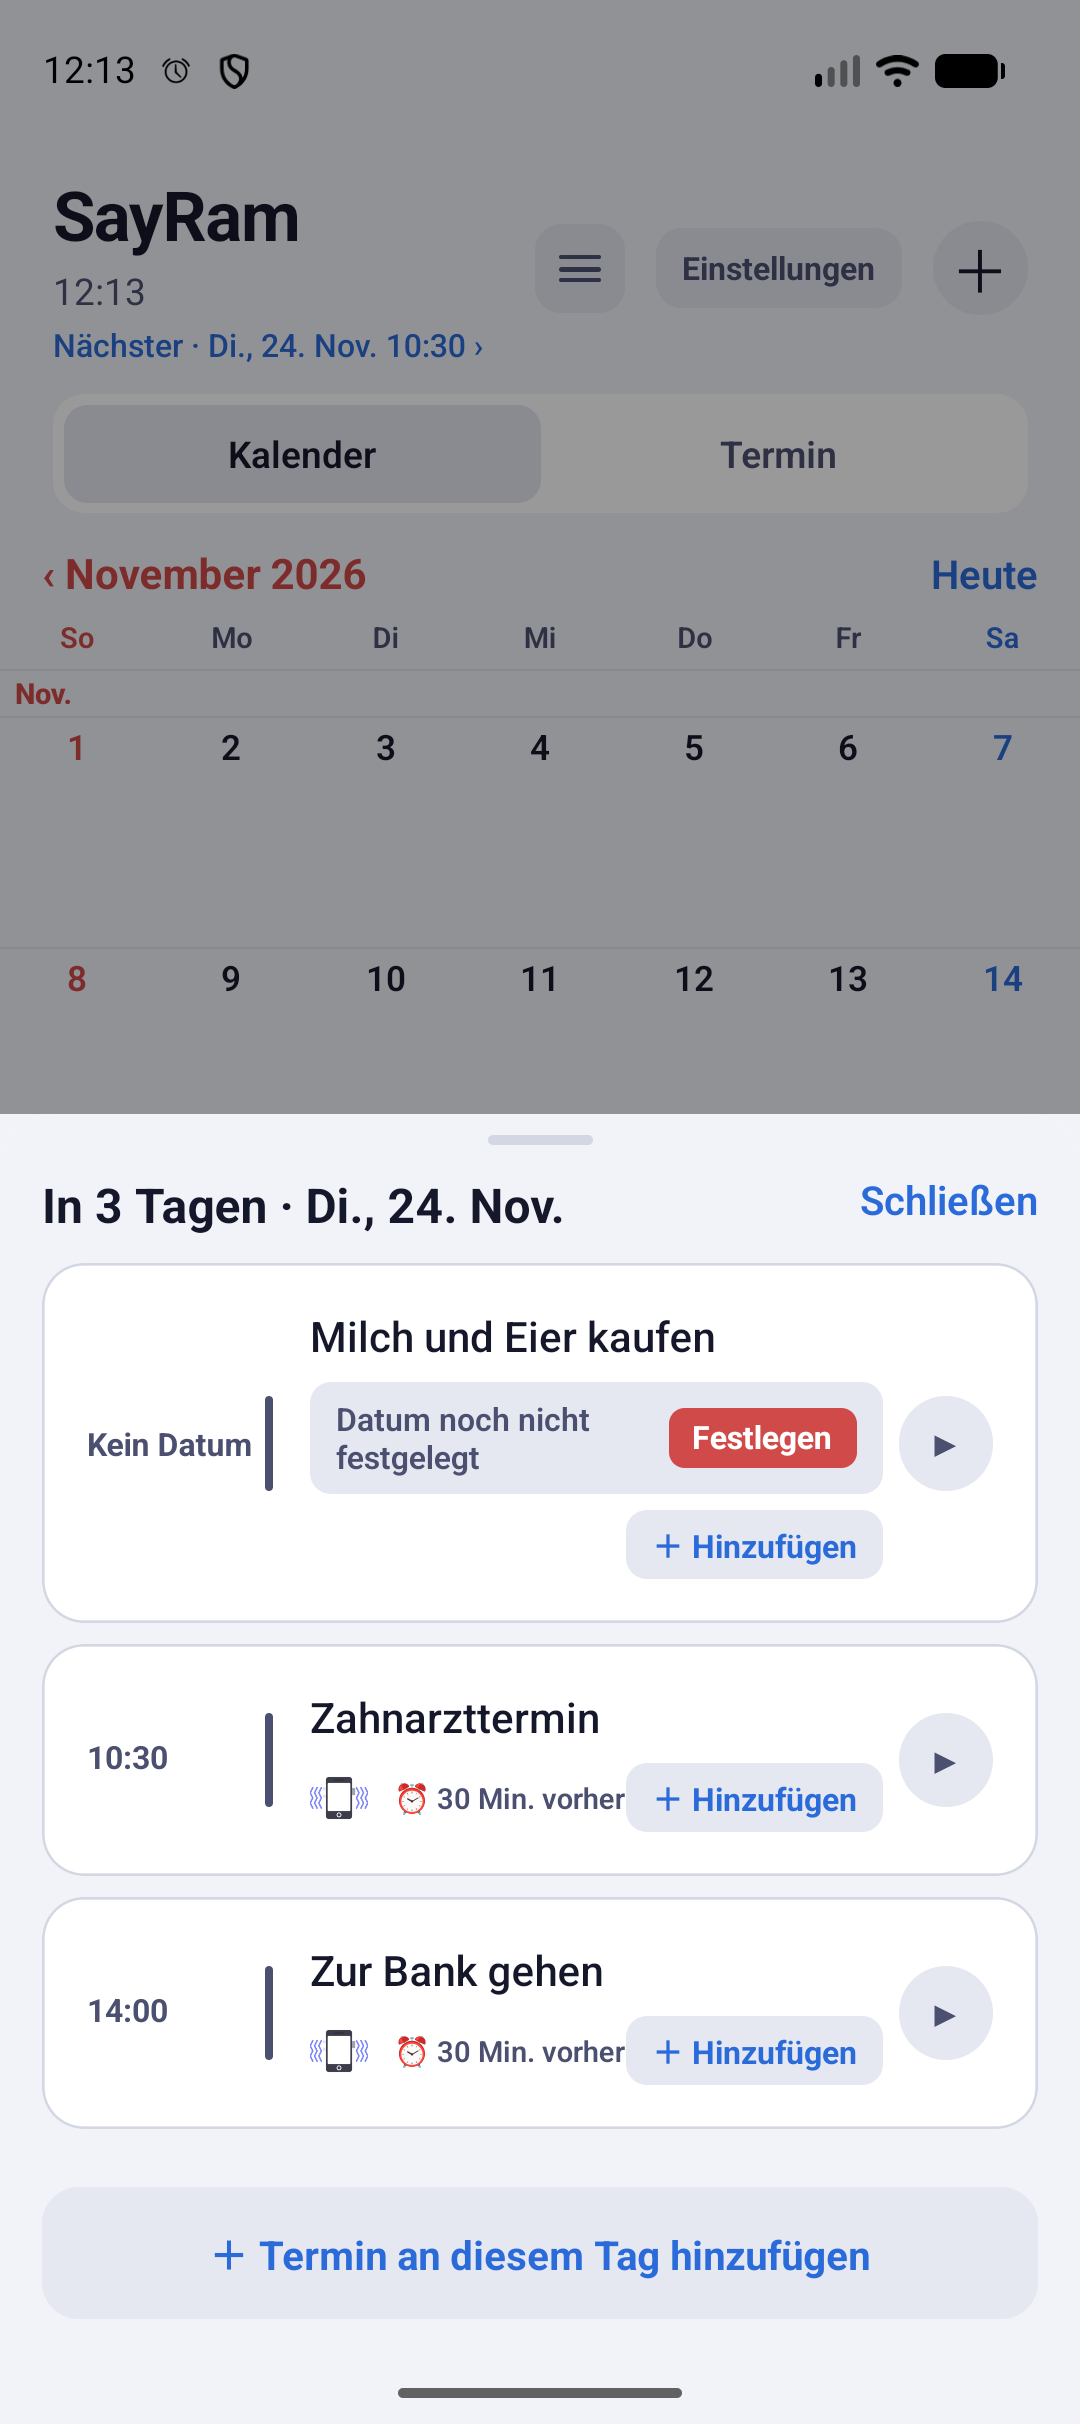 12:13
SayRam
12:13
Nächster · Di., 24. Nov. 10:30 ›
Einstellungen
Kalender
Termin
‹ November 2026
Heute
So Mo Di Mi Do Fr Sa
Nov.
1 2 3 4 5 6 7
8 9 10 11 12 13 14
In 3 Tagen · Di., 24. Nov.
Schließen
Milch und Eier kaufen
Kein Datum
Datum noch nicht
festgelegt
Festlegen
+ Hinzufügen
Zahnarzttermin
10:30
30 Min. vorher
+ Hinzufügen
Zur Bank gehen
14:00
30 Min. vorher
+ Hinzufügen
+ Termin an diesem Tag hinzufügen